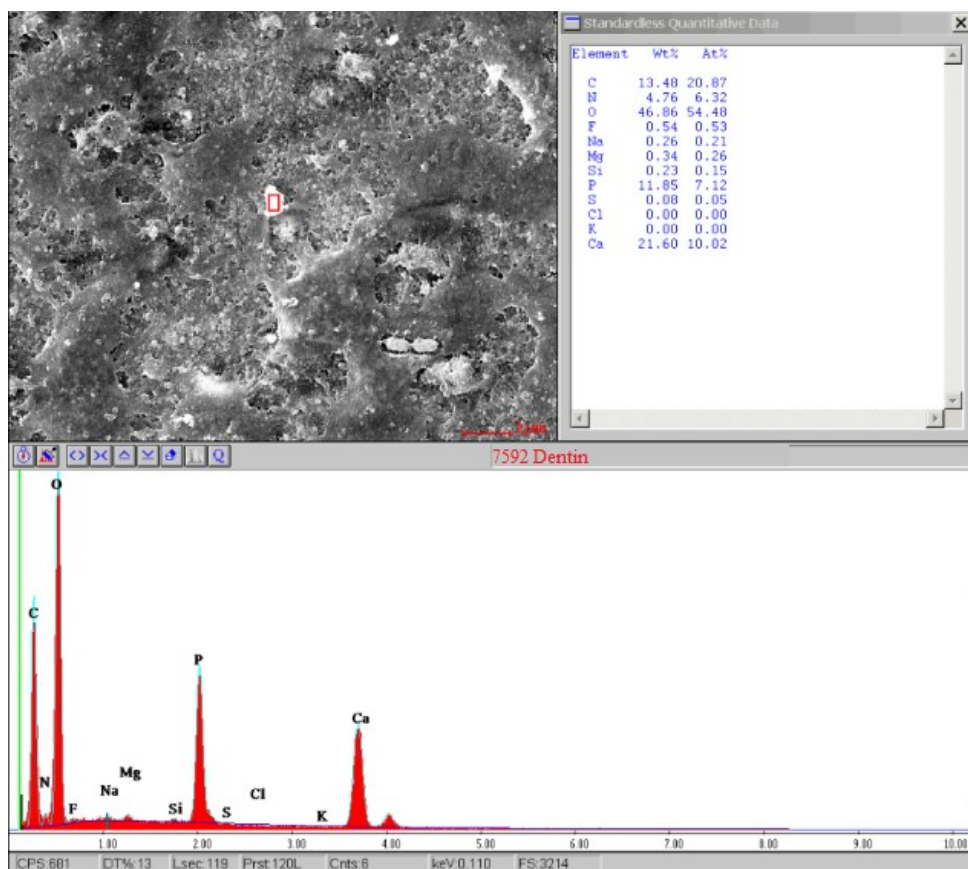 Standardless Quantitative Data
Element Wt% At%
C 13.48 20.87
N 4.76 6.32
O 46.86 54.48
F 0.54 0.53
Na 0.26 0.21
Mg 0.34 0.26
Si 0.23 0.15
P 11.85 7.12
S 0.08 0.05
Cl 0.00 0.00
K 0.00 0.00
Ca 21.60 10.02
Q
7592 Dentin
O
C
P
Ca
N
F
Na
Mg
Si
S
Cl
K
1.00 2.00 3.00 4.00 5.00 6.00 7.00 8.00 9.00 10.00
CPS:681 DT%:13 Lsec:119 Prst:120L Cnts:6 keV:0.110 FS:3214